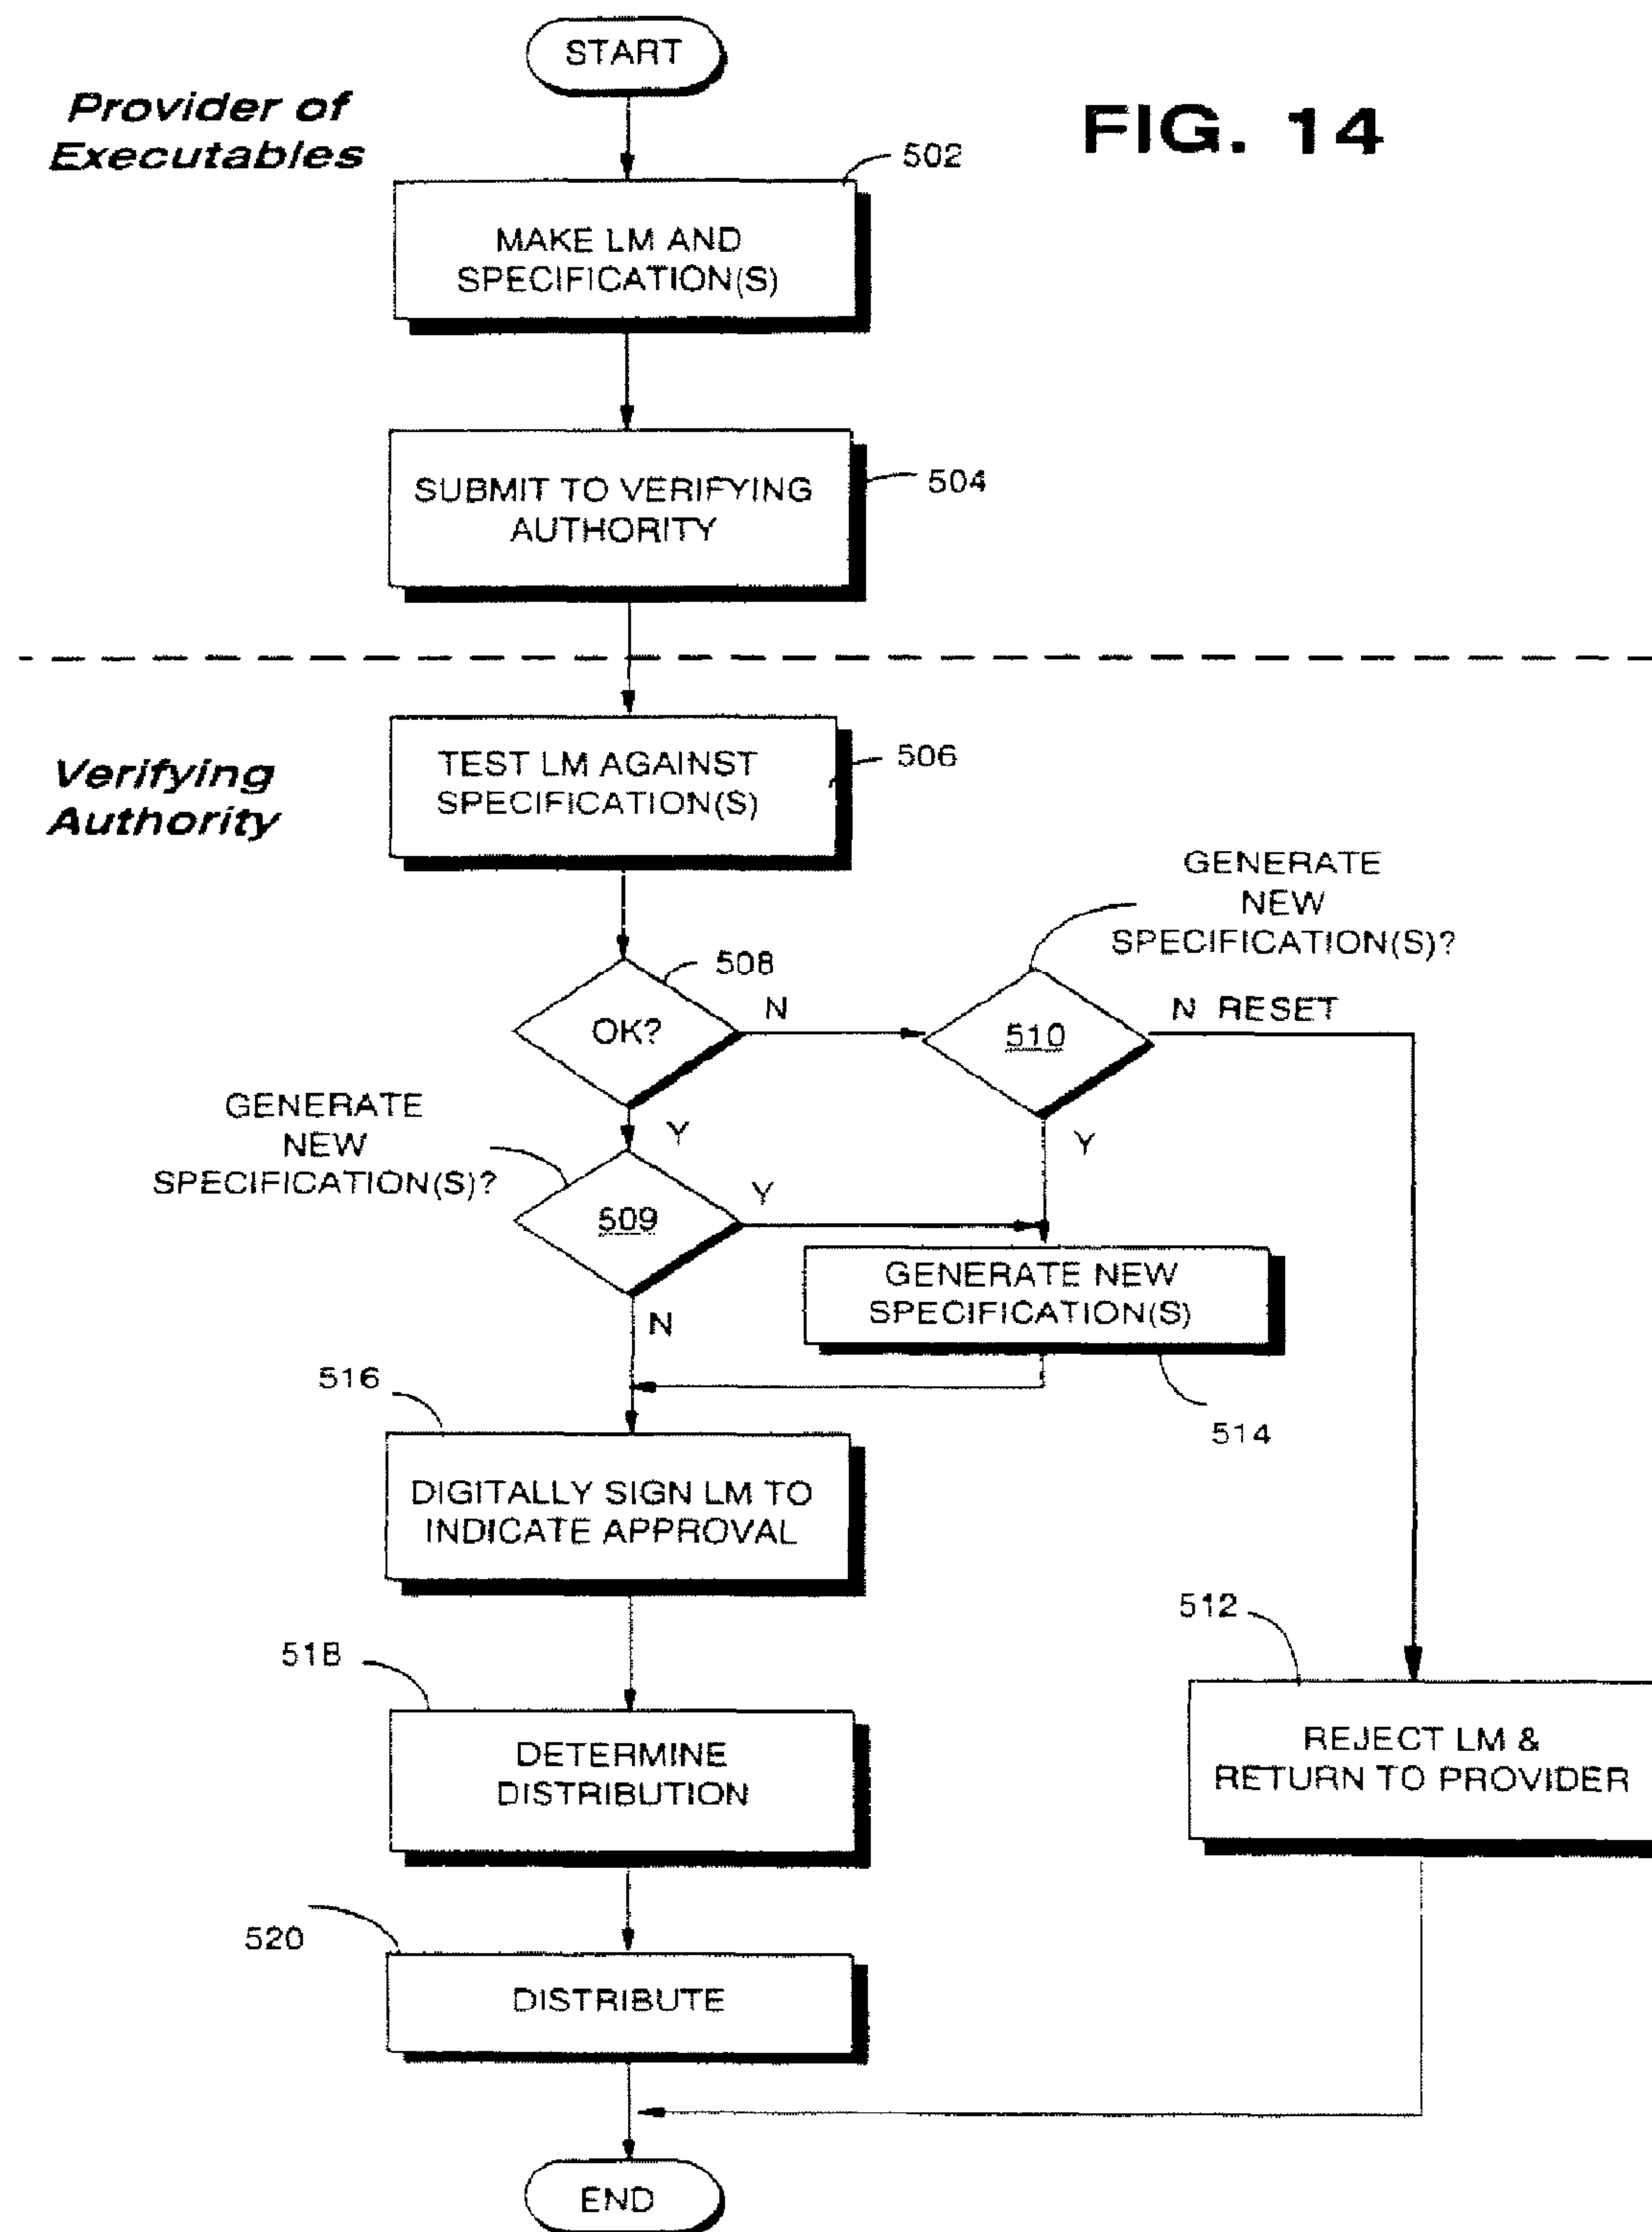 START
Provider of
Executables
FIG. 14
502
MAKE LM AND
SPECIFICATION(S)
504
SUBMIT TO VERIFYING
AUTHORITY
Verifying
Authority
506
TEST LM AGAINST
SPECIFICATION(S)
GENERATE
NEW
SPECIFICATION(S)?
508
OK?
N
510
N RESET
Y
Y
GENERATE
NEW
SPECIFICATION(S)?
509
Y
N
GENERATE NEW
SPECIFICATION(S)
514
516
DIGITALLY SIGN LM TO
INDICATE APPROVAL
518
DETERMINE
DISTRIBUTION
512
REJECT LM &
RETURN TO PROVIDER
520
DISTRIBUTE
END